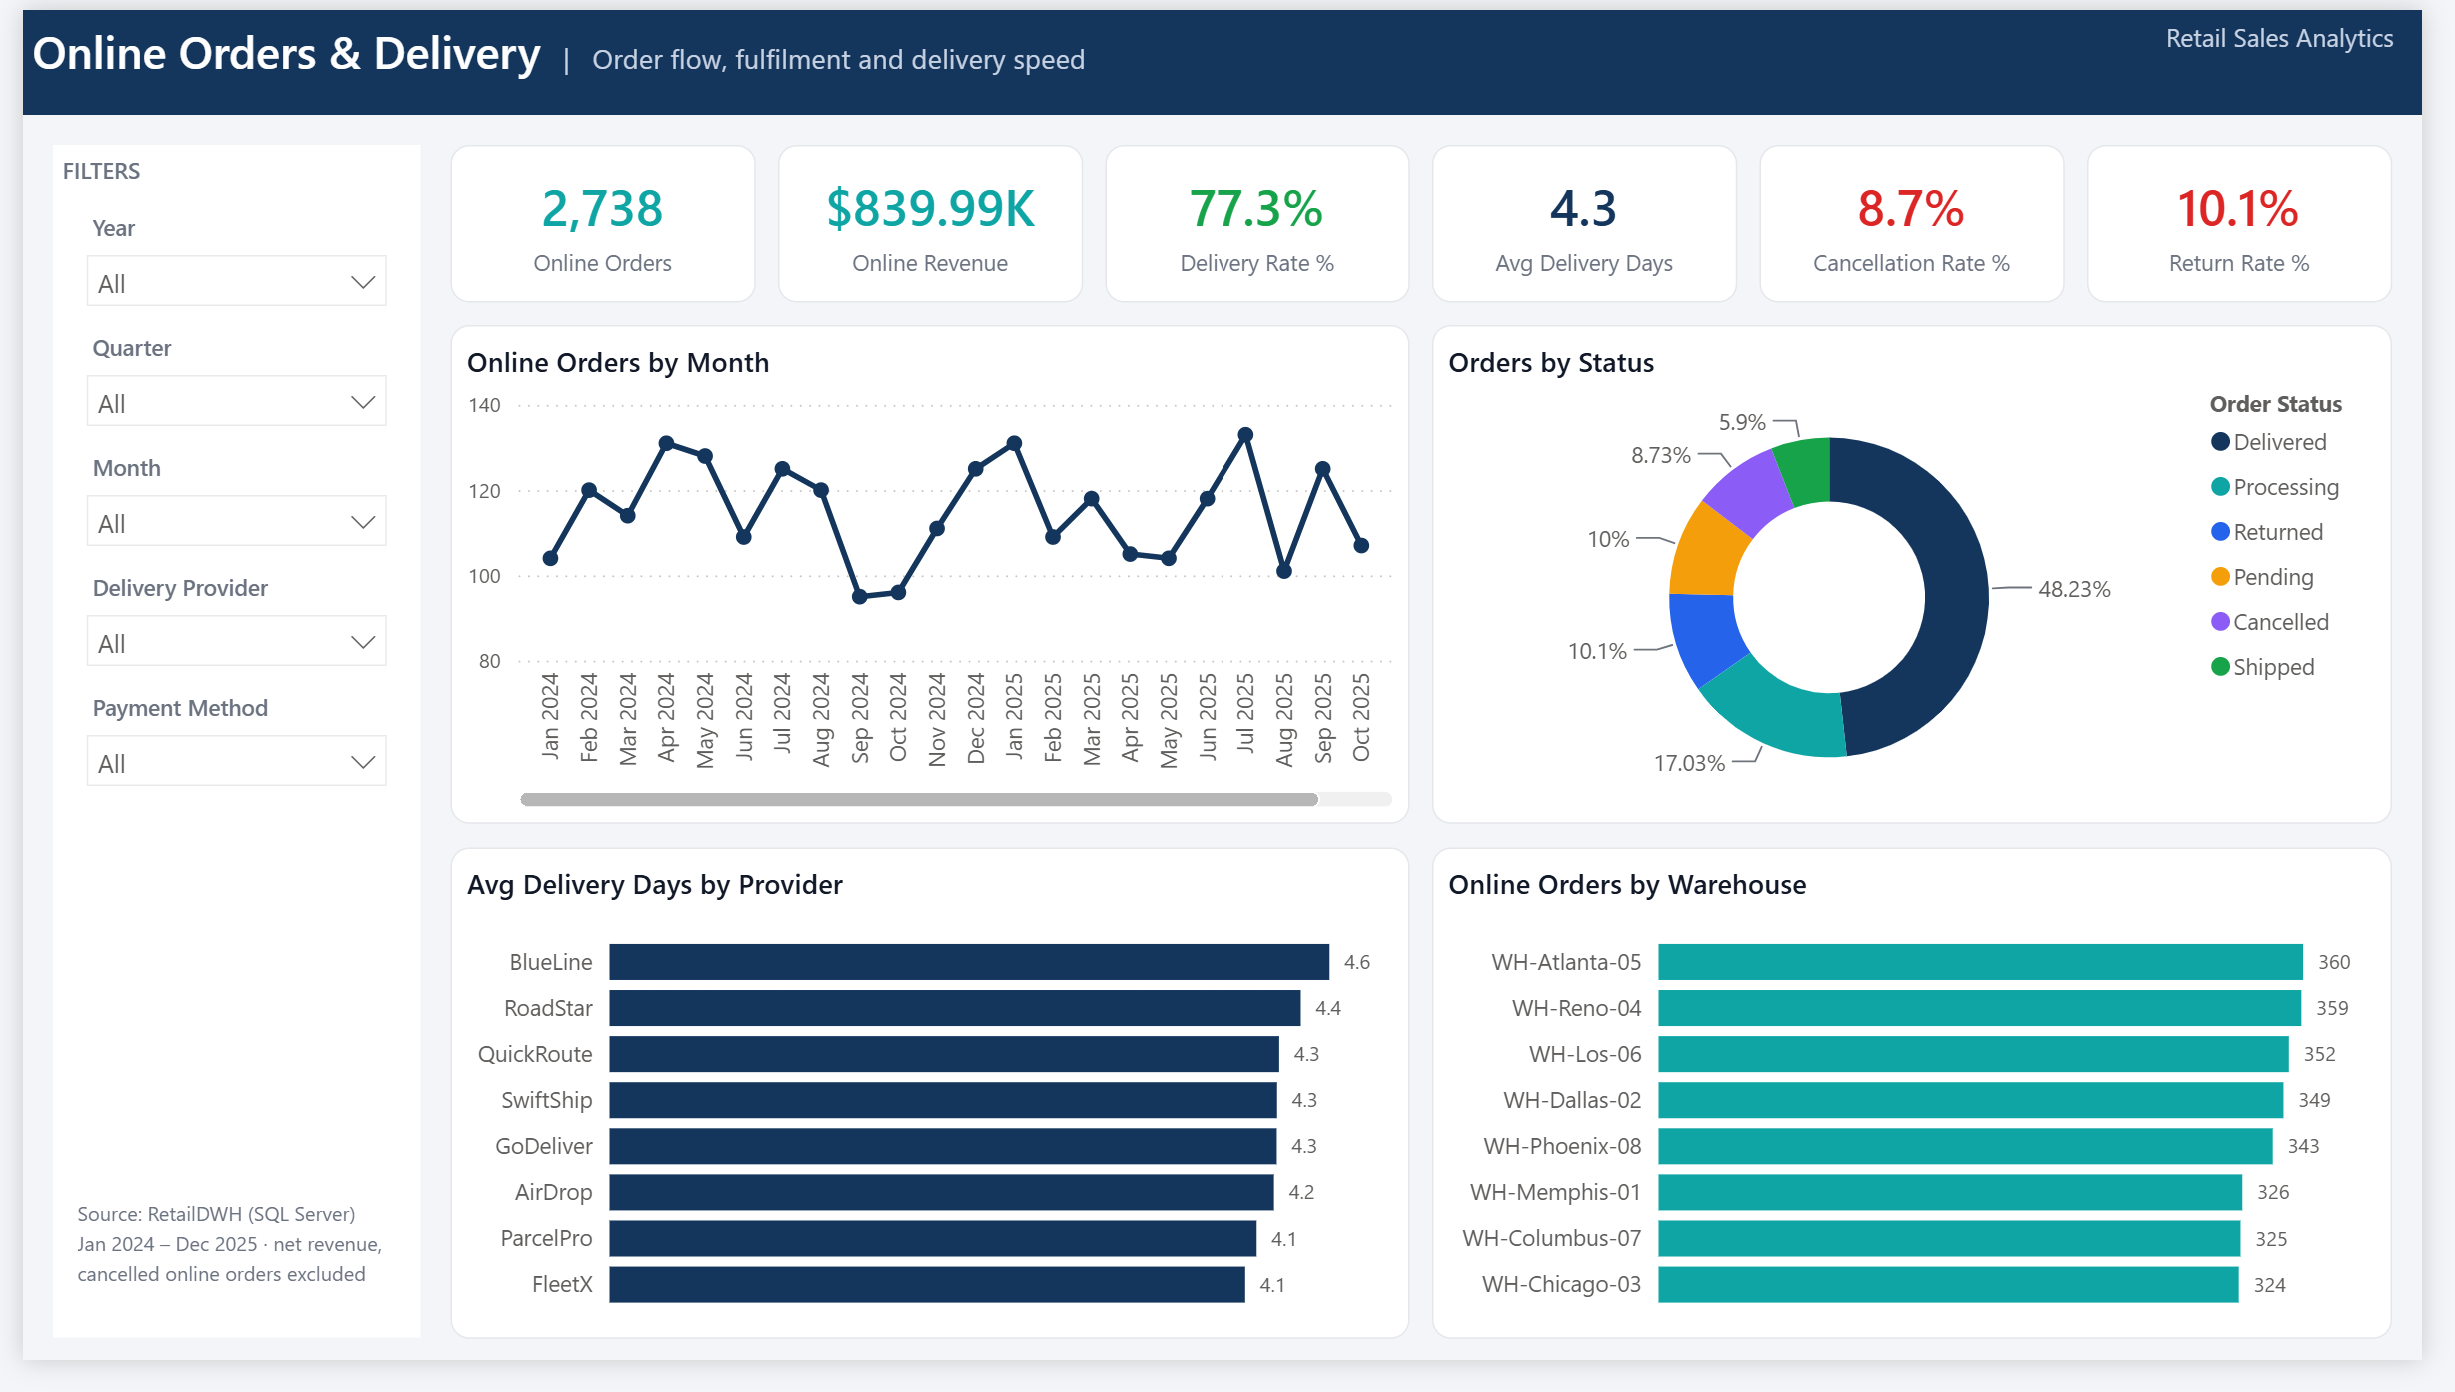 Online Orders & Delivery | Order flow, fulfilment and delivery speed
Retail Sales Analytics
FILTERS
Year
All
Quarter
All
Month
All
Delivery Provider
All
Payment Method
All
Source: RetailDWH (SQL Server)
Jan 2024 – Dec 2025 · net revenue,
cancelled online orders excluded
2,738
Online Orders
$839.99K
Online Revenue
77.3%
Delivery Rate %
4.3
Avg Delivery Days
8.7%
Cancellation Rate %
10.1%
Return Rate %
Online Orders by Month
140
120
100
80
Jan 2024
Feb 2024
Mar 2024
Apr 2024
May 2024
Jun 2024
Jul 2024
Aug 2024
Sep 2024
Oct 2024
Nov 2024
Dec 2024
Jan 2025
Feb 2025
Mar 2025
Apr 2025
May 2025
Jun 2025
Jul 2025
Aug 2025
Sep 2025
Oct 2025
Orders by Status
5.9%
8.73%
10%
10.1%
17.03%
48.23%
Order Status
Delivered
Processing
Returned
Pending
Cancelled
Shipped
Avg Delivery Days by Provider
BlueLine 4.6
RoadStar 4.4
QuickRoute 4.3
SwiftShip 4.3
GoDeliver 4.3
AirDrop 4.2
ParcelPro 4.1
FleetX 4.1
Online Orders by Warehouse
WH-Atlanta-05 360
WH-Reno-04 359
WH-Los-06 352
WH-Dallas-02 349
WH-Phoenix-08 343
WH-Memphis-01 326
WH-Columbus-07 325
WH-Chicago-03 324